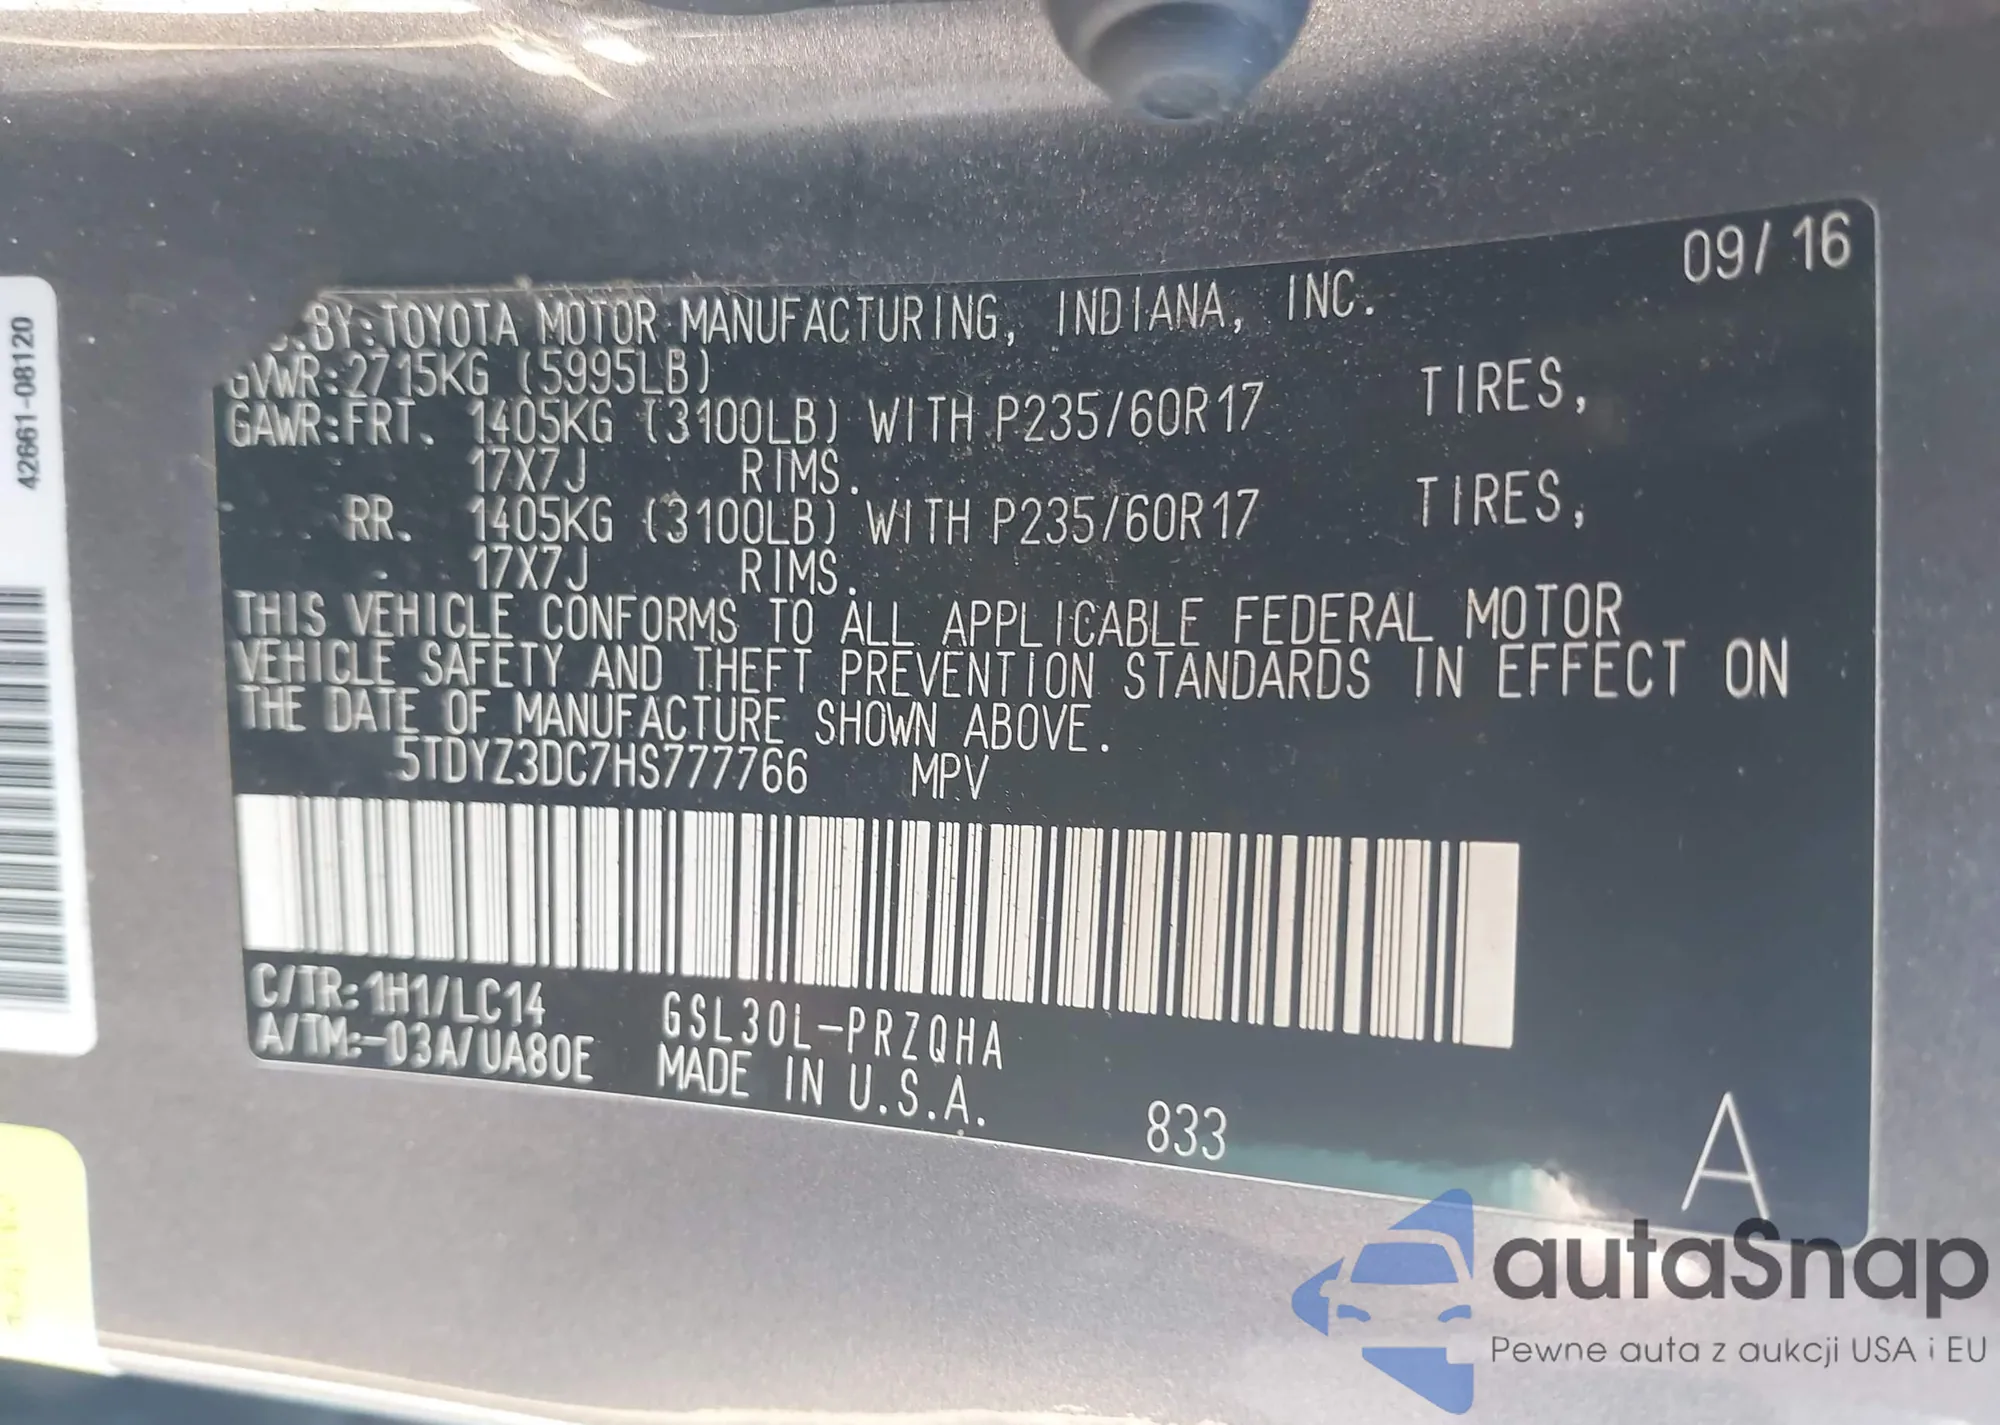 09/16
BY:TOYOTA MOTOR MANUFACTURING, INDIANA, INC.
GVWR:2715KG (5995LB)
GAWR:FRT. 1405KG (3100LB) WITH P235/60R17 TIRES,
17X7J RIMS.
RR. 1405KG (3100LB) WITH P235/60R17 TIRES,
17X7J RIMS.
THIS VEHICLE CONFORMS TO ALL APPLICABLE FEDERAL MOTOR
VEHICLE SAFETY AND THEFT PREVENTION STANDARDS IN EFFECT ON
THE DATE OF MANUFACTURE SHOWN ABOVE.
5TDYZ3DC7HS777766 MPV
C/TR:1H1/LC14 GSL30L-PRZQHA
A/TM:-03A/UA80E MADE IN U.S.A.
833
A
42661-08120
autaSnap
Pewne auta z aukcji USA i EU